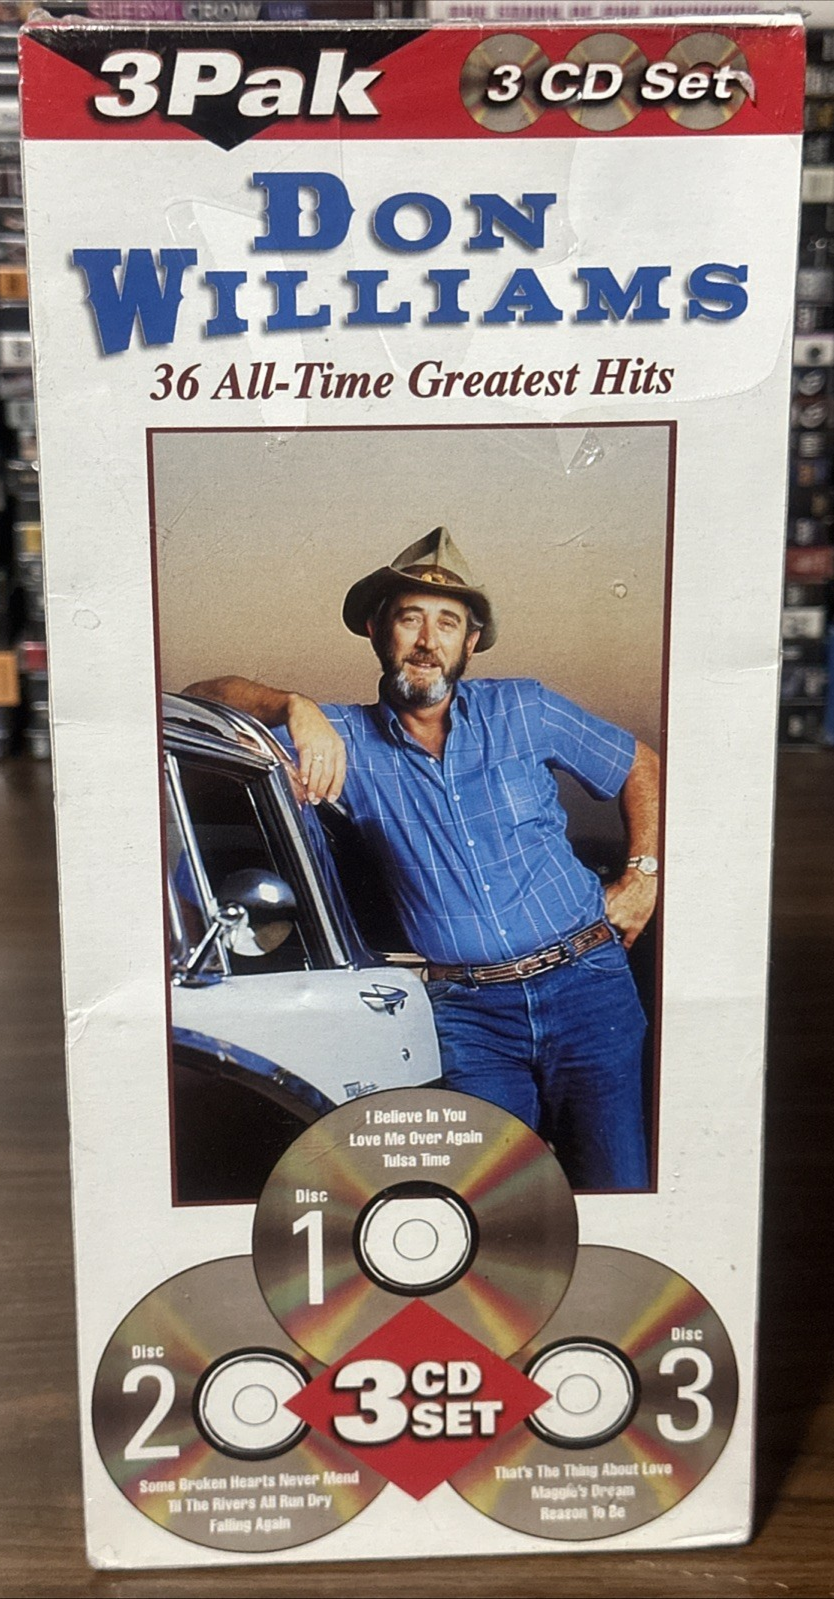 3Pak
3 CD Set
DON
WILLIAMS
36 All-Time Greatest Hits
I Believe In You
Love Me Over Again
Tulsa Time
Disc
1
Disc
2
Some Broken Hearts Never Mend
Til The Rivers All Run Dry
Falling Again
3 CD
SET
Disc
3
That's The Thing About Love
Maggie's Dream
Reason To Be